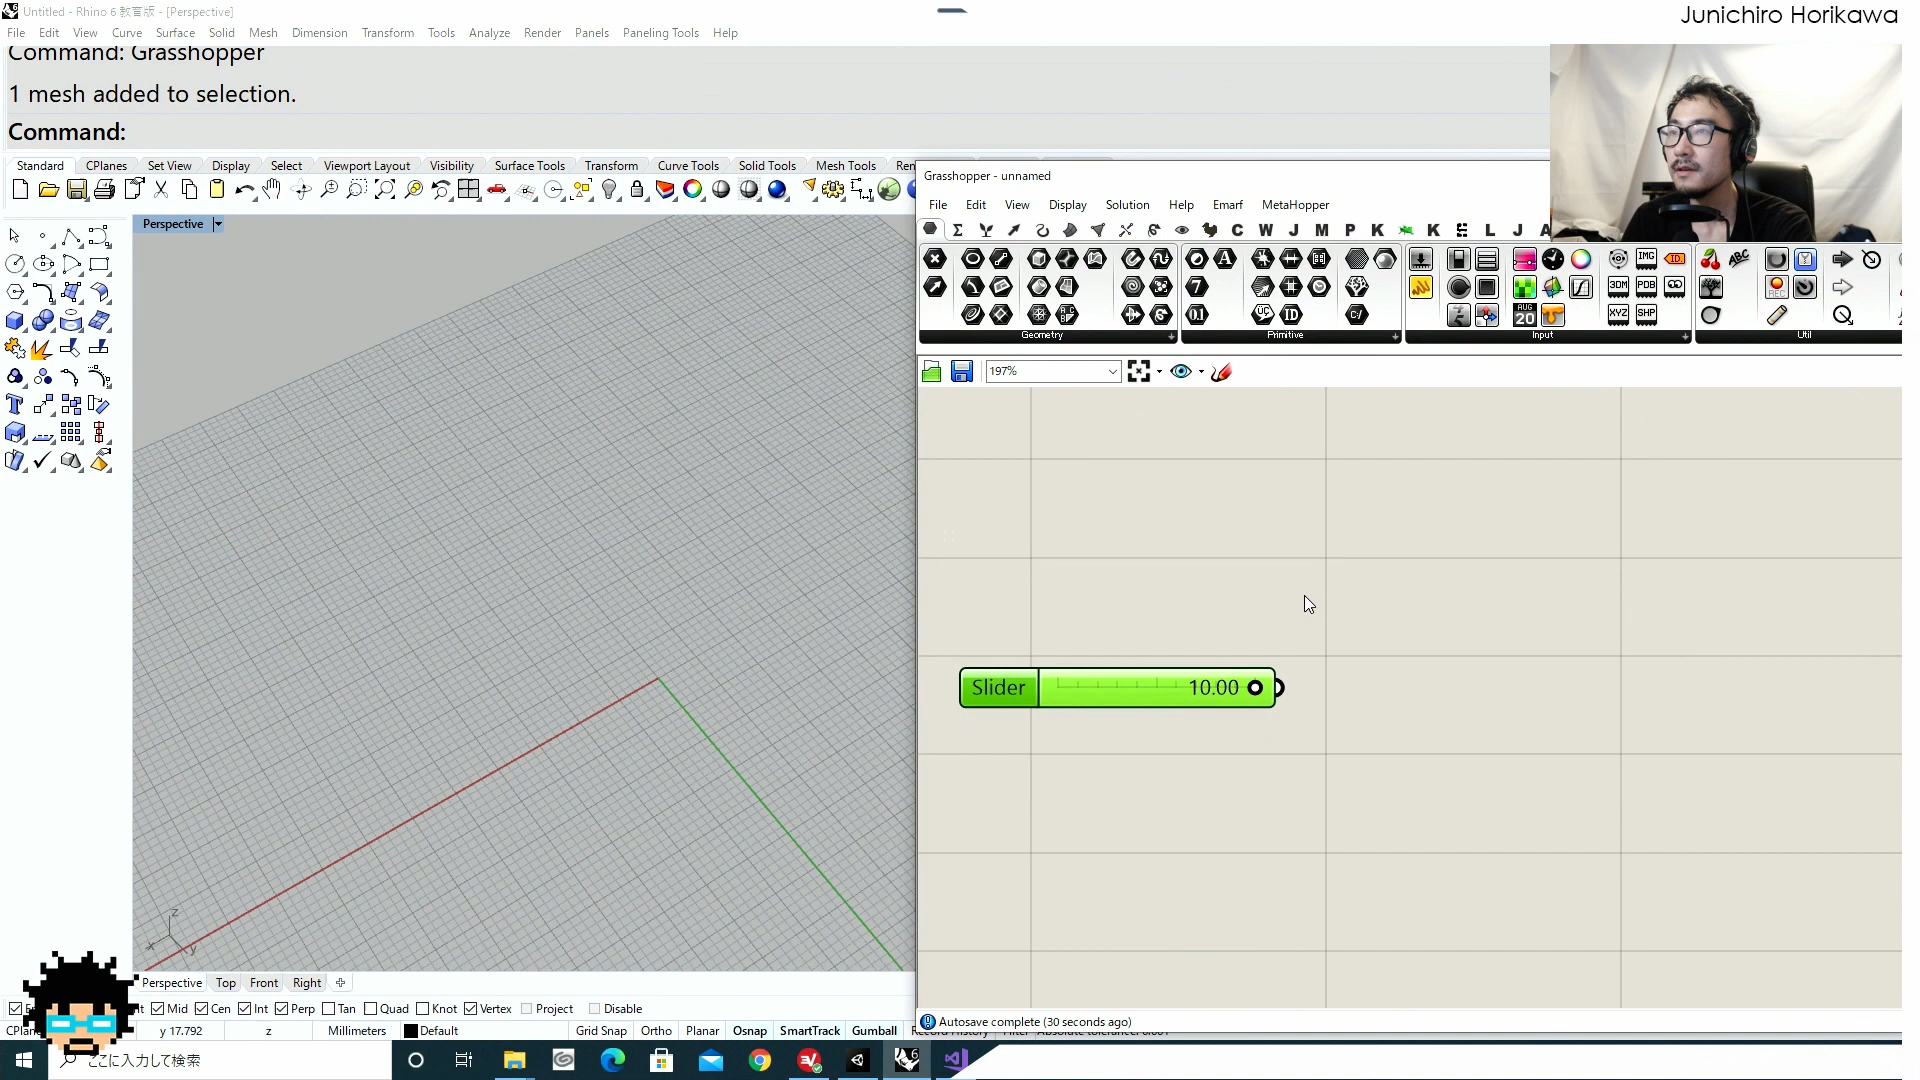 Untitled - Rhino 6 教育版 - [Perspective]
Junichiro Horikawa
File Edit View Curve Surface Solid Mesh Dimension Transform Tools Analyze Render Panels Paneling Tools Help
Command: Grasshopper
1 mesh added to selection.
Command:
Standard CPlanes Set View Display Select Viewport Layout Visibility Surface Tools Transform Curve Tools Solid Tools Mesh Tools
Grasshopper - unnamed
File Edit View Display Solution Help Emarf MetaHopper
C W J M P K K L J A
Geometry Primitive Input Util
197%
Perspective
Slider 10.00
z
x y
Perspective Top Front Right
Mid Cen Int Perp Tan Quad Knot Vertex Project Disable
Autosave complete (30 seconds ago)
y 17.792 z Millimeters Default Grid Snap Ortho Planar Osnap SmartTrack Gumball
ここに入力して検索